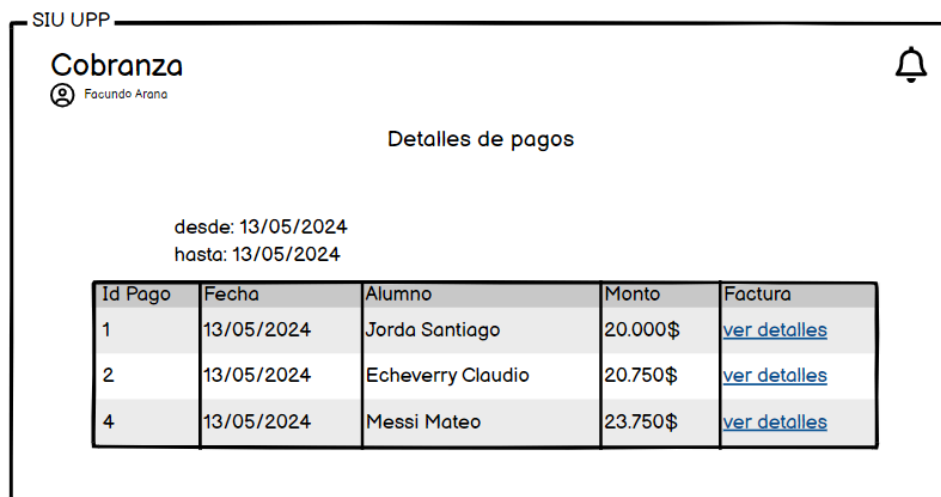 SIU UPP
Cobranza
Facundo Arana
Detalles de pagos
desde: 13/05/2024
hasta: 13/05/2024
Id Pago Fecha Alumno Monto Factura
1 13/05/2024 Jorda Santiago 20.000$ ver detalles
2 13/05/2024 Echeverry Claudio 20.750$ ver detalles
4 13/05/2024 Messi Mateo 23.750$ ver detalles